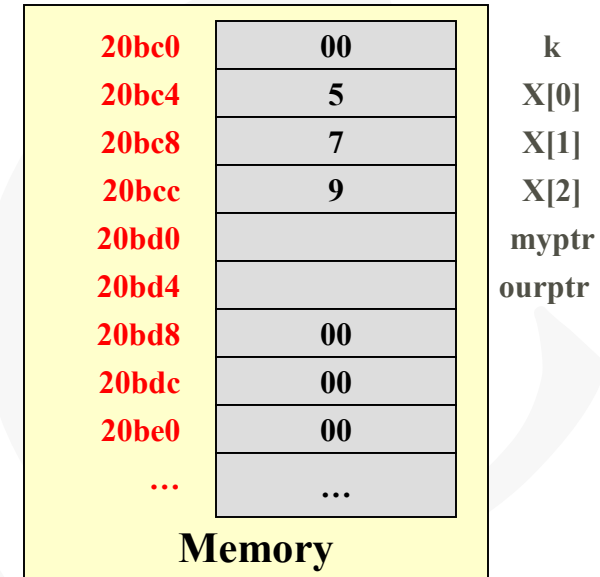 20bc0 00 k
20bc4 5 X[0]
20bc8 7 X[1]
20bcc 9 X[2]
20bd0 myptr
20bd4 ourptr
20bd8 00
20bdc 00
20be0 00
... ...
Memory